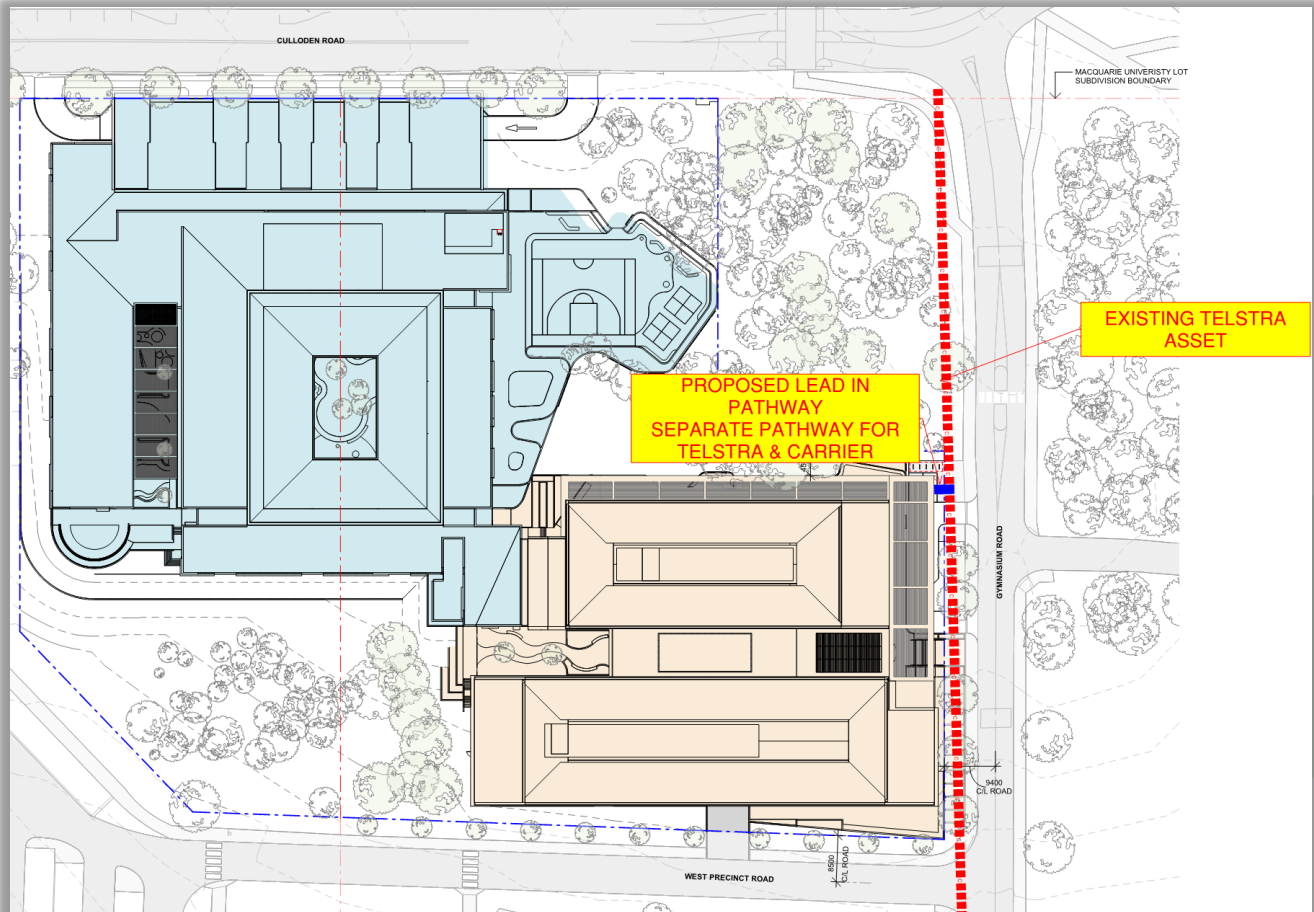 CULLODEN ROAD
MACQUARIE UNIVERISTY LOT
SUBDIVISION BOUNDARY
EXISTING TELSTRA
ASSET
PROPOSED LEAD IN
PATHWAY
SEPARATE PATHWAY FOR
TELSTRA & CARRIER
GYMNASIUM ROAD
9400
C/L ROAD
8500
C/L ROAD
WEST PRECINCT ROAD